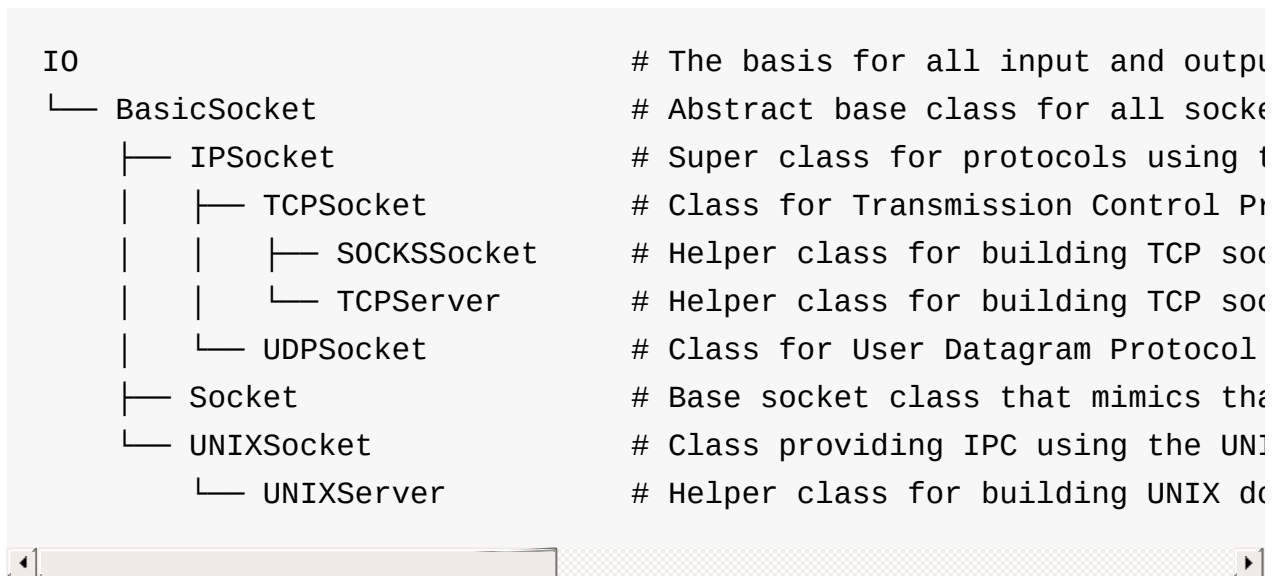 IO # The basis for all input and outpu
└── BasicSocket # Abstract base class for all socke
├── IPSocket # Super class for protocols using t
│ ├── TCPSocket # Class for Transmission Control Pr
│ │ ├── SOCKSSocket # Helper class for building TCP soc
│ │ └── TCPServer # Helper class for building TCP soc
│ └── UDPSocket # Class for User Datagram Protocol
├── Socket # Base socket class that mimics tha
└── UNIXSocket # Class providing IPC using the UNI
└── UNIXServer # Helper class for building UNIX do